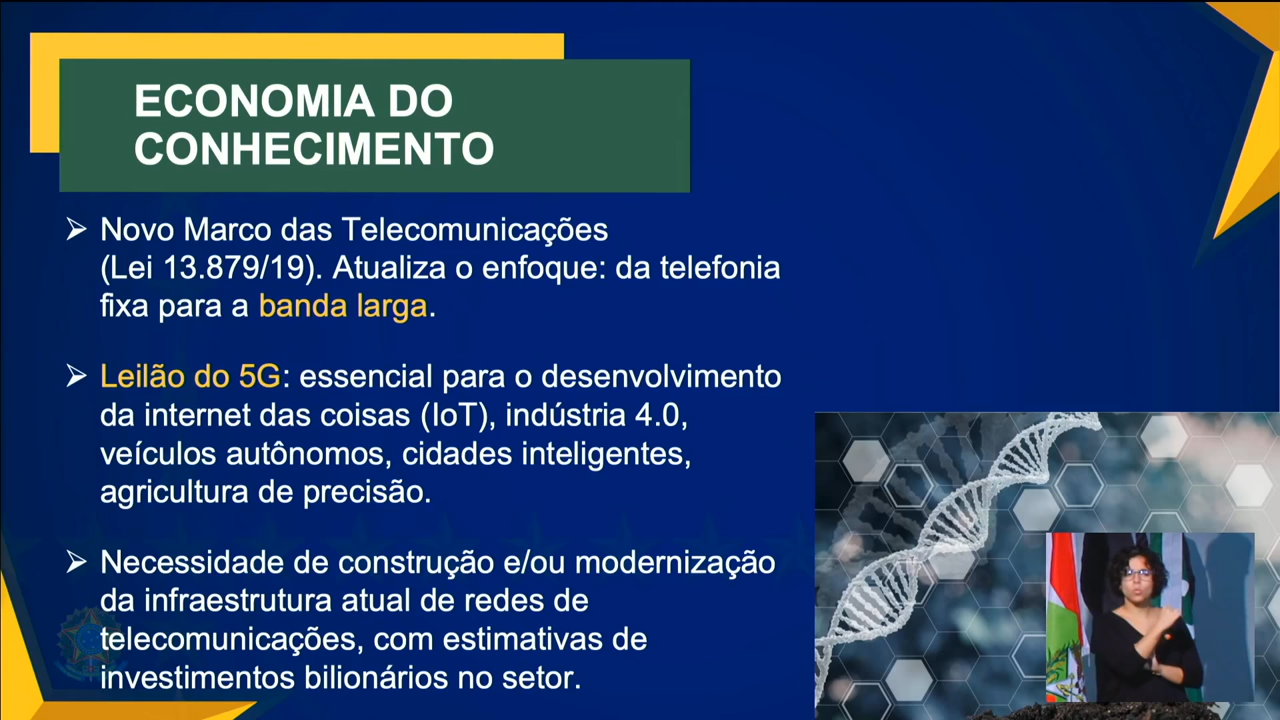 ECONOMIA DO
CONHECIMENTO
➢ Novo Marco das Telecomunicações
(Lei 13.879/19). Atualiza o enfoque: da telefonia
fixa para a banda larga.
➢ Leilão do 5G: essencial para o desenvolvimento
da internet das coisas (IoT), indústria 4.0,
veículos autônomos, cidades inteligentes,
agricultura de precisão.
➢ Necessidade de construção e/ou modernização
da infraestrutura atual de redes de
telecomunicações, com estimativas de
investimentos bilionários no setor.